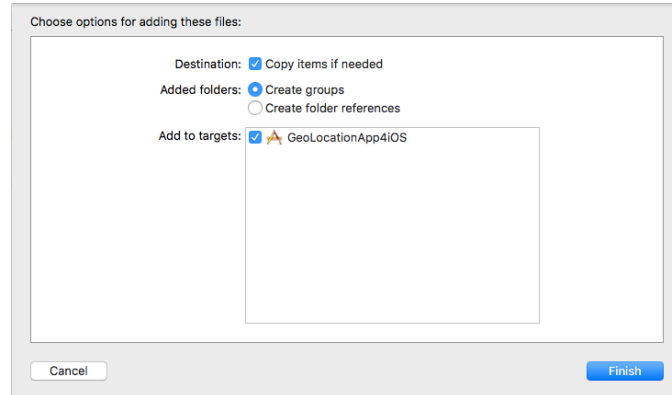 Choose options for adding these files:
Destination: Copy items if needed
Added folders: Create groups
Create folder references
Add to targets: GeoLocationApp4iOS
Cancel Finish